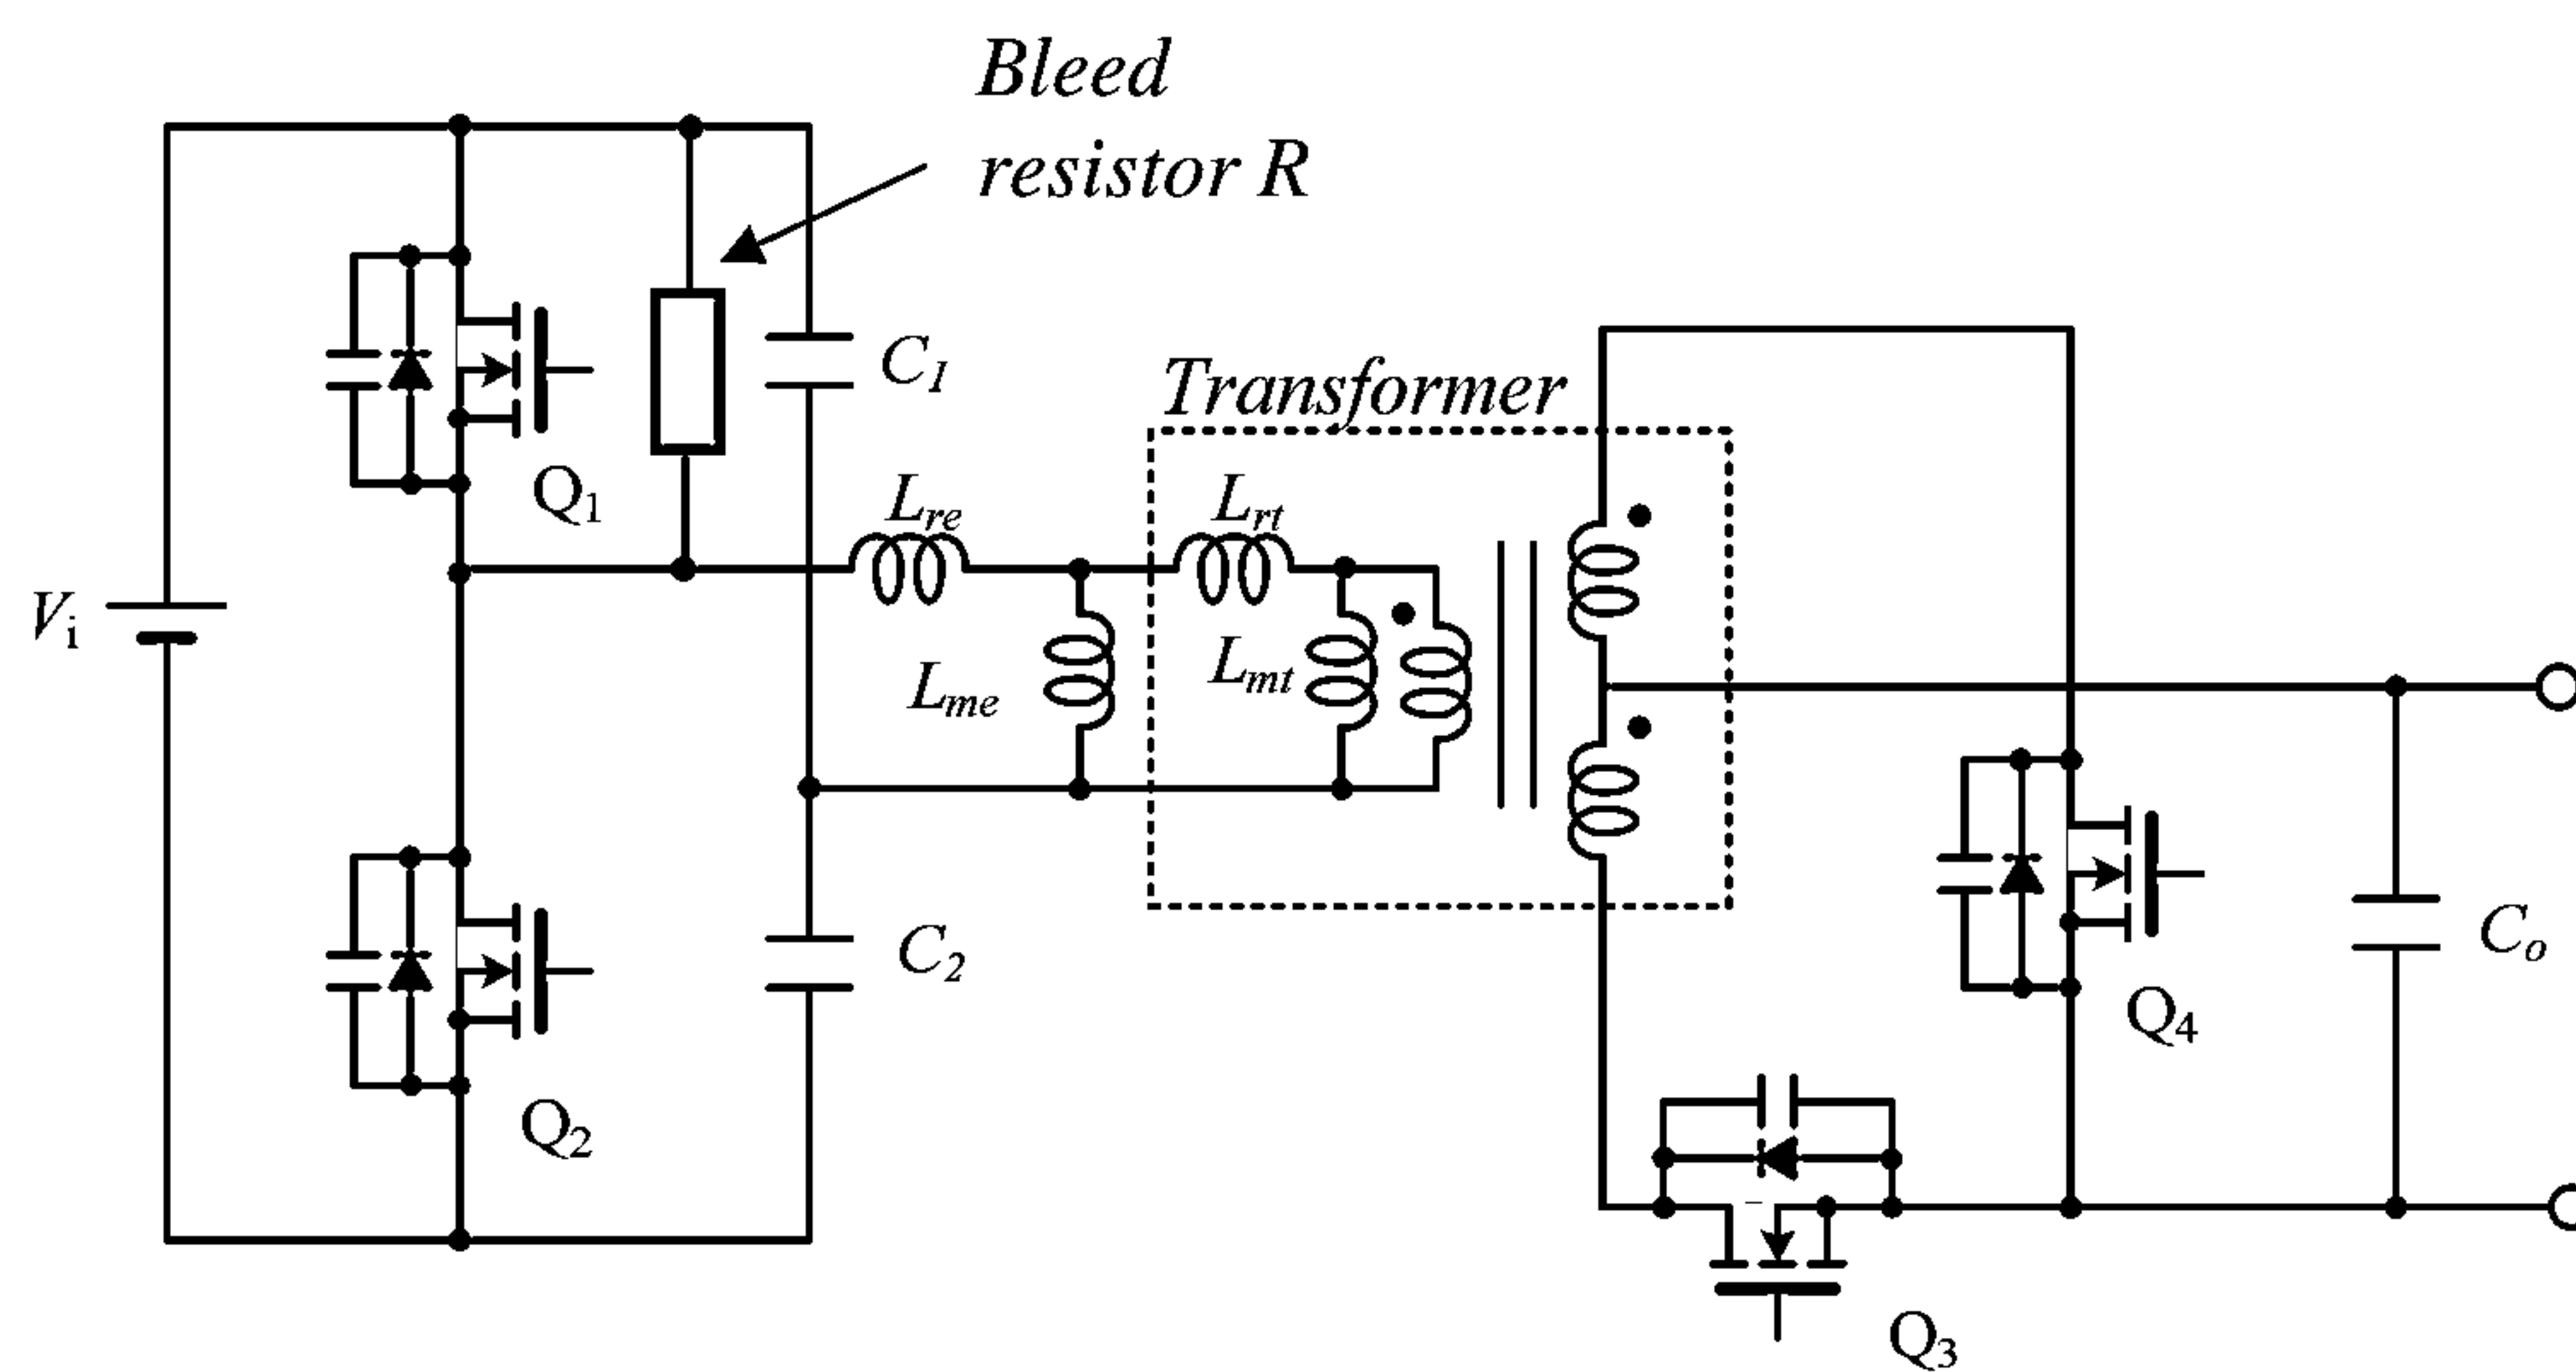 Bleed
resistor R
C1
Transformer
Q1
Lre
Lrt
Vi
Lme
Lmt
C2
Co
Q4
Q2
Q3